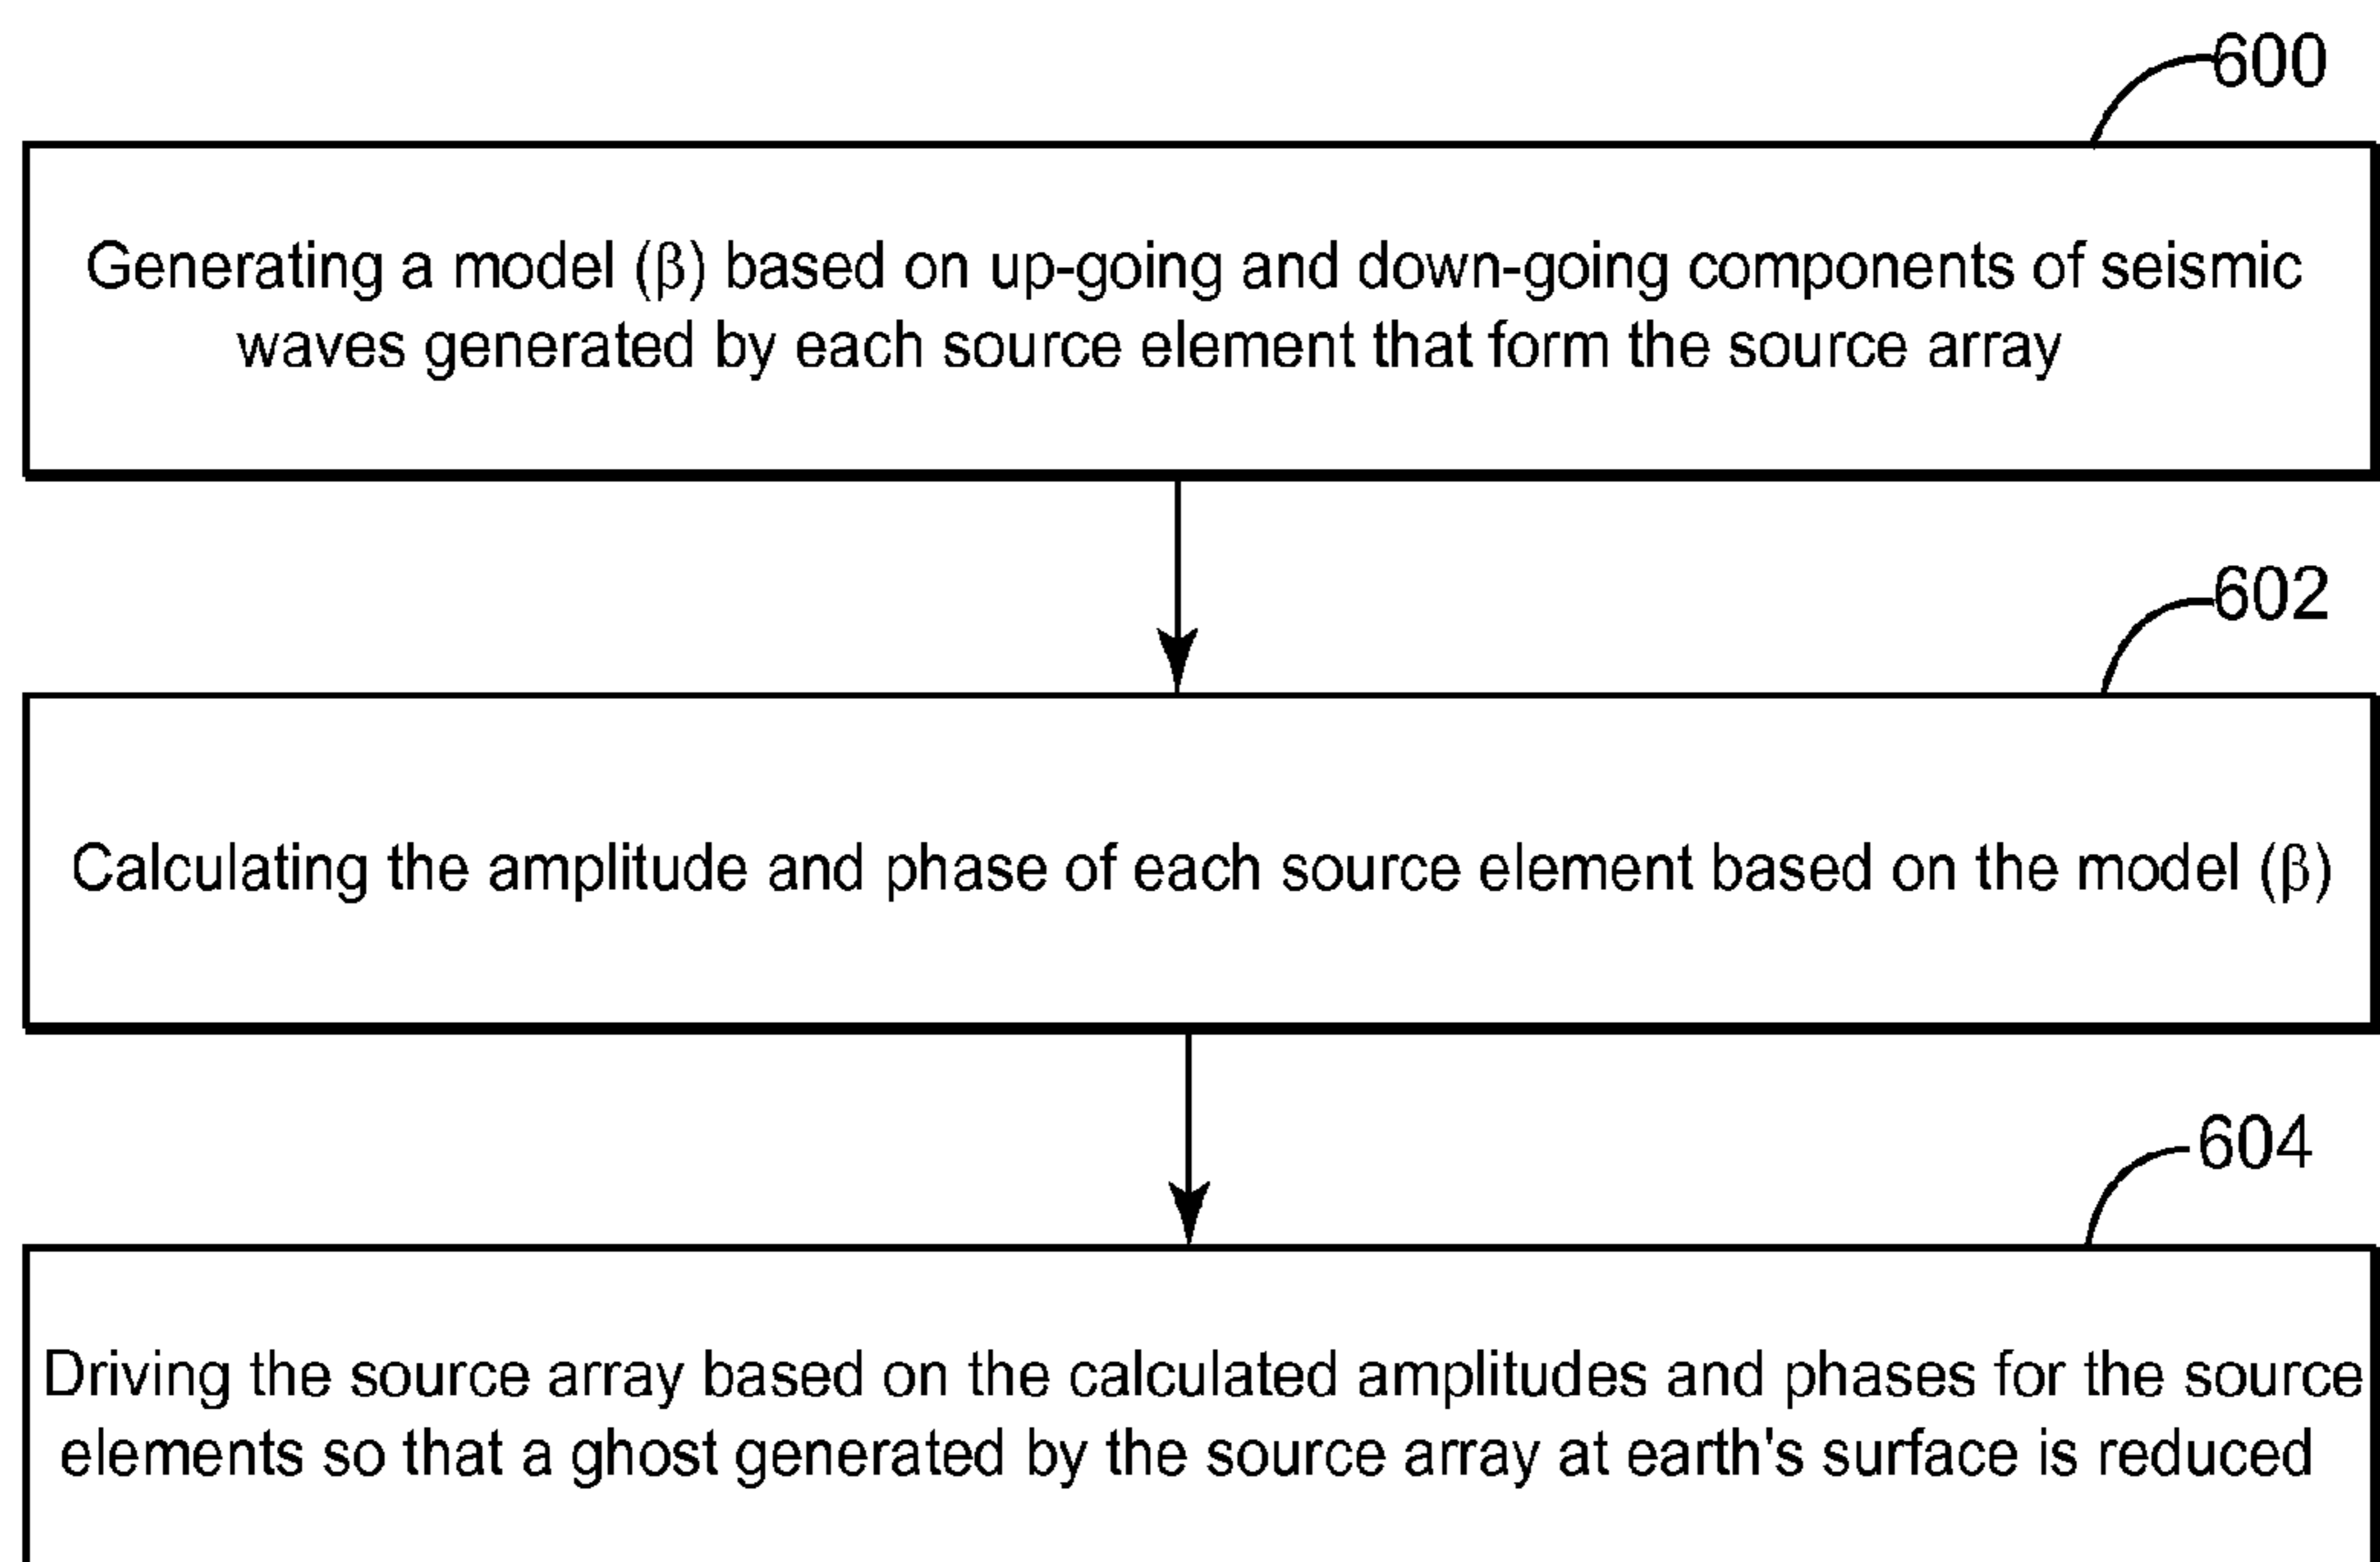 600
Generating a model (β) based on up-going and down-going components of seismic
waves generated by each source element that form the source array
602
Calculating the amplitude and phase of each source element based on the model (β)
604
Driving the source array based on the calculated amplitudes and phases for the source
elements so that a ghost generated by the source array at earth's surface is reduced